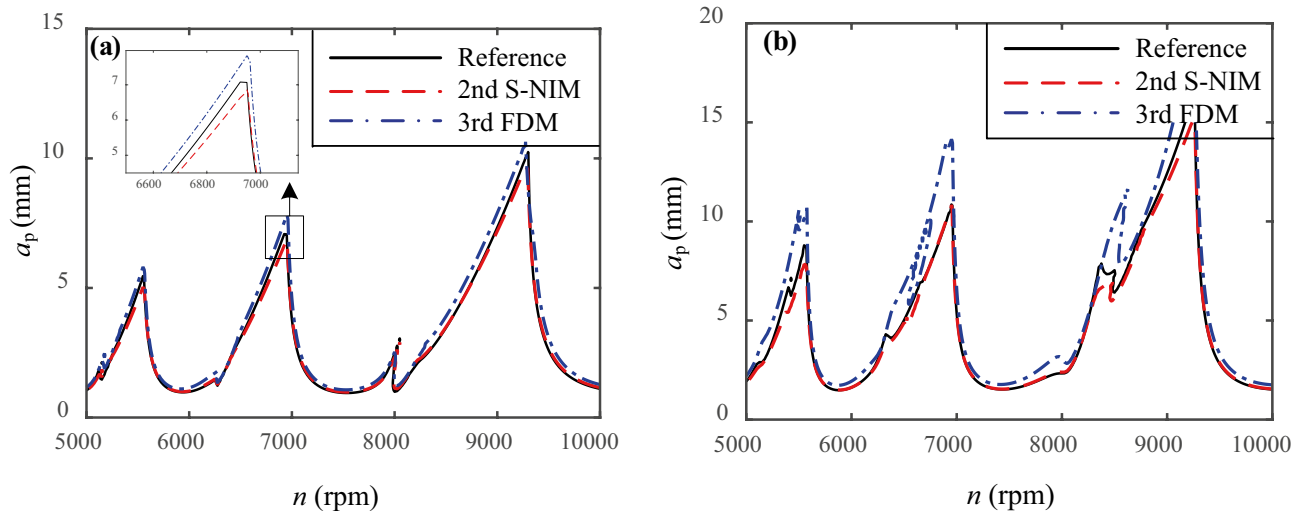 15
10
5
0
(a)
7
6
5
6600 6800 7000
Reference
2nd S-NIM
3rd FDM
5000 6000 7000 8000 9000 10000
a_p (mm)
n (rpm)
20
15
10
5
0
(b)
Reference
2nd S-NIM
3rd FDM
5000 6000 7000 8000 9000 10000
a_p (mm)
n (rpm)